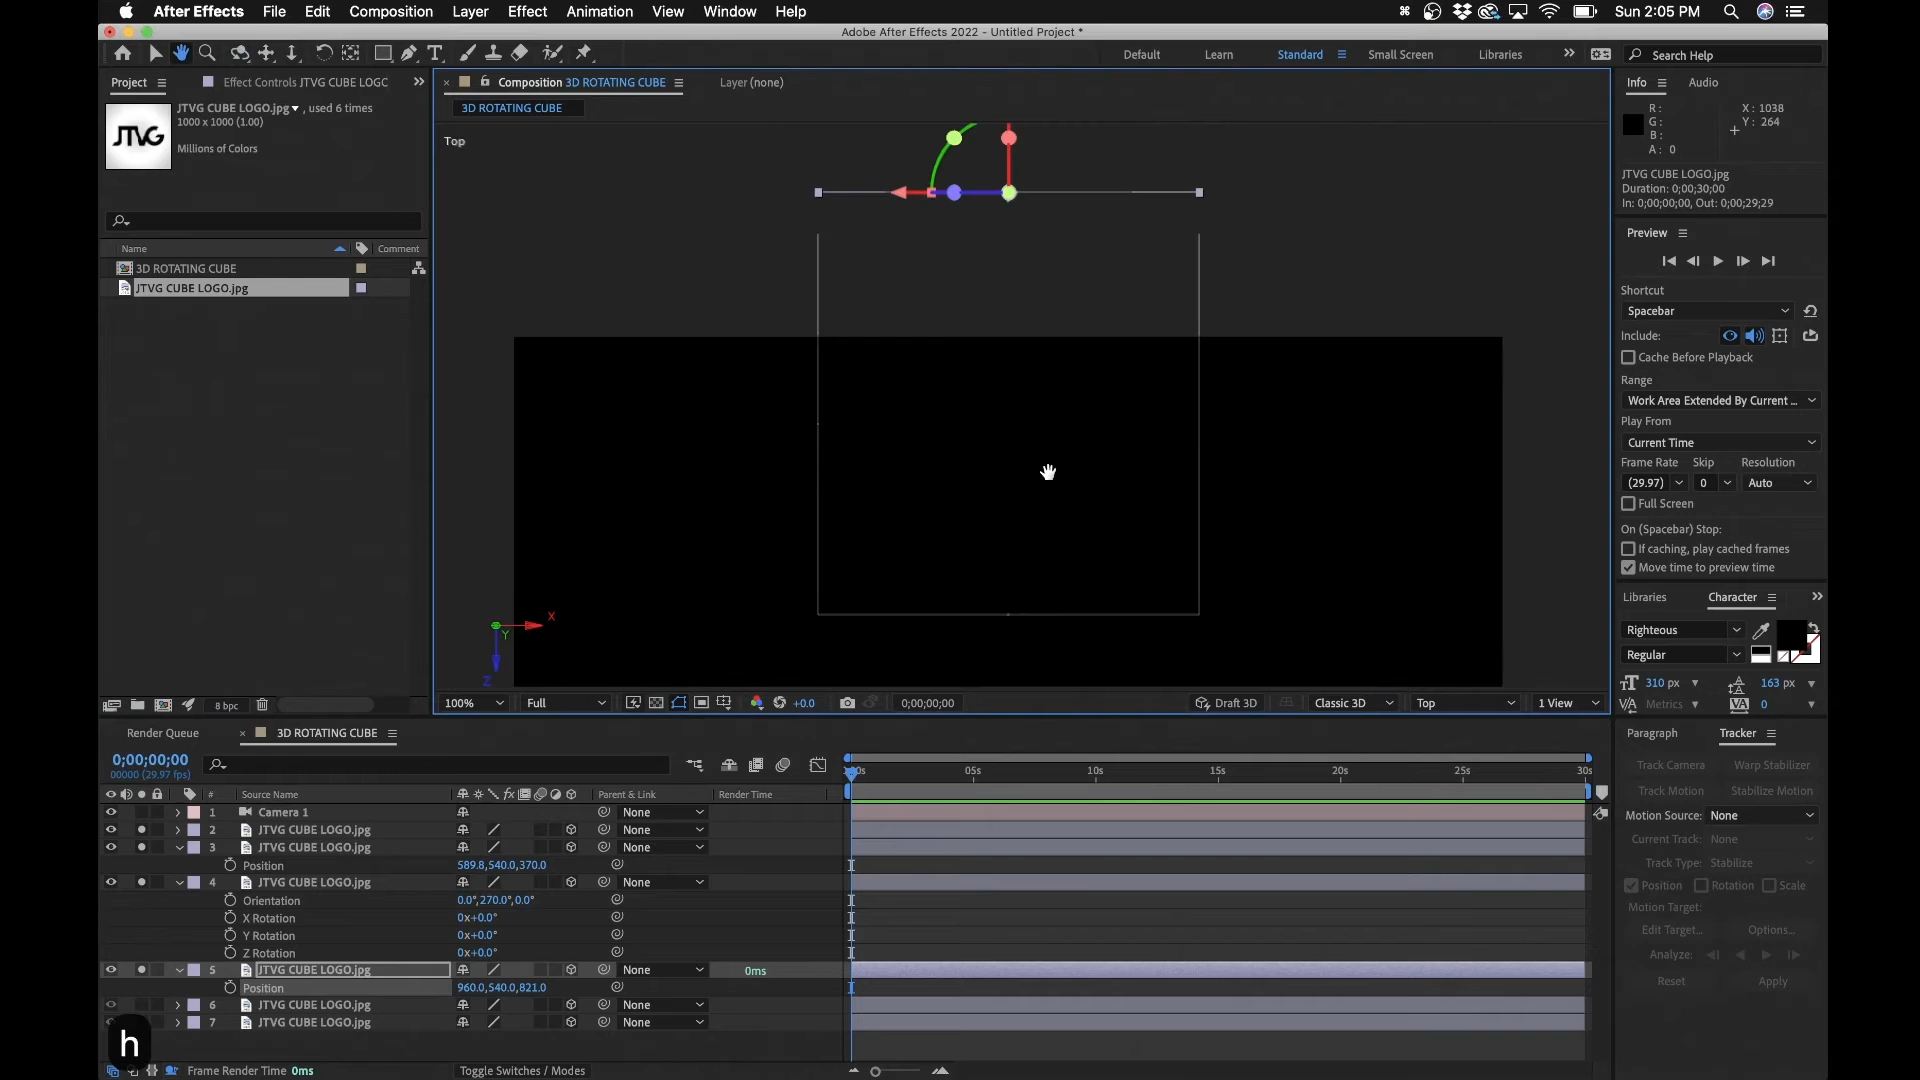 After Effects File Edit Composition Layer Effect Animation View Window Help Sun 2:05 PM
Adobe After Effects 2022 - Untitled Project *
Default Learn Standard Small Screen Libraries Search Help
Project Effect Controls JTVG CUBE LOGC
Composition 3D ROTATING CUBE Layer (none)
Info Audio
JTVG CUBE LOGO.jpg , used 6 times
1000 x 1000 (1.00)
Millions of Colors
JTVG
3D ROTATING CUBE
Top
R :
G :
B :
A : 0
X : 1038
Y : 264
JTVG CUBE LOGO.jpg
Duration: 0;00;30;00
In: 0;00;00;00, Out: 0;00;29;29
Name Comment
3D ROTATING CUBE
JTVG CUBE LOGO.jpg
Preview
Shortcut
Spacebar
Include:
Cache Before Playback
Range
Work Area Extended By Current ...
Play From
Current Time
Frame Rate Skip Resolution
(29.97) 0 Auto
Full Screen
On (Spacebar) Stop:
If caching, play cached frames
Move time to preview time
Libraries Character
Righteous
Regular
310 px 163 px
Metrics 0
X
Y
Z
8 bpc
100% Full +0.0 0;00;00;00 Draft 3D Classic 3D Top 1 View
Render Queue 3D ROTATING CUBE
Paragraph Tracker
0;00;00;00
00000 (29.97 fps)
05s 10s 15s 20s 25s 30s
# Source Name fx Parent & Link Render Time
1 Camera 1 None
2 JTVG CUBE LOGO.jpg None
3 JTVG CUBE LOGO.jpg None
Position 589.8,540.0,370.0
4 JTVG CUBE LOGO.jpg None
Orientation 0.0°,270.0°,0.0°
X Rotation 0x+0.0°
Y Rotation 0x+0.0°
Z Rotation 0x+0.0°
5 JTVG CUBE LOGO.jpg None 0ms
Position 960.0,540.0,821.0
6 JTVG CUBE LOGO.jpg None
7 JTVG CUBE LOGO.jpg None
Track Camera Warp Stabilizer
Track Motion Stabilize Motion
Motion Source: None
Current Track: None
Track Type: Stabilize
Position Rotation Scale
Motion Target:
Edit Target... Options...
Analyze:
Reset Apply
h
Frame Render Time 0ms Toggle Switches / Modes